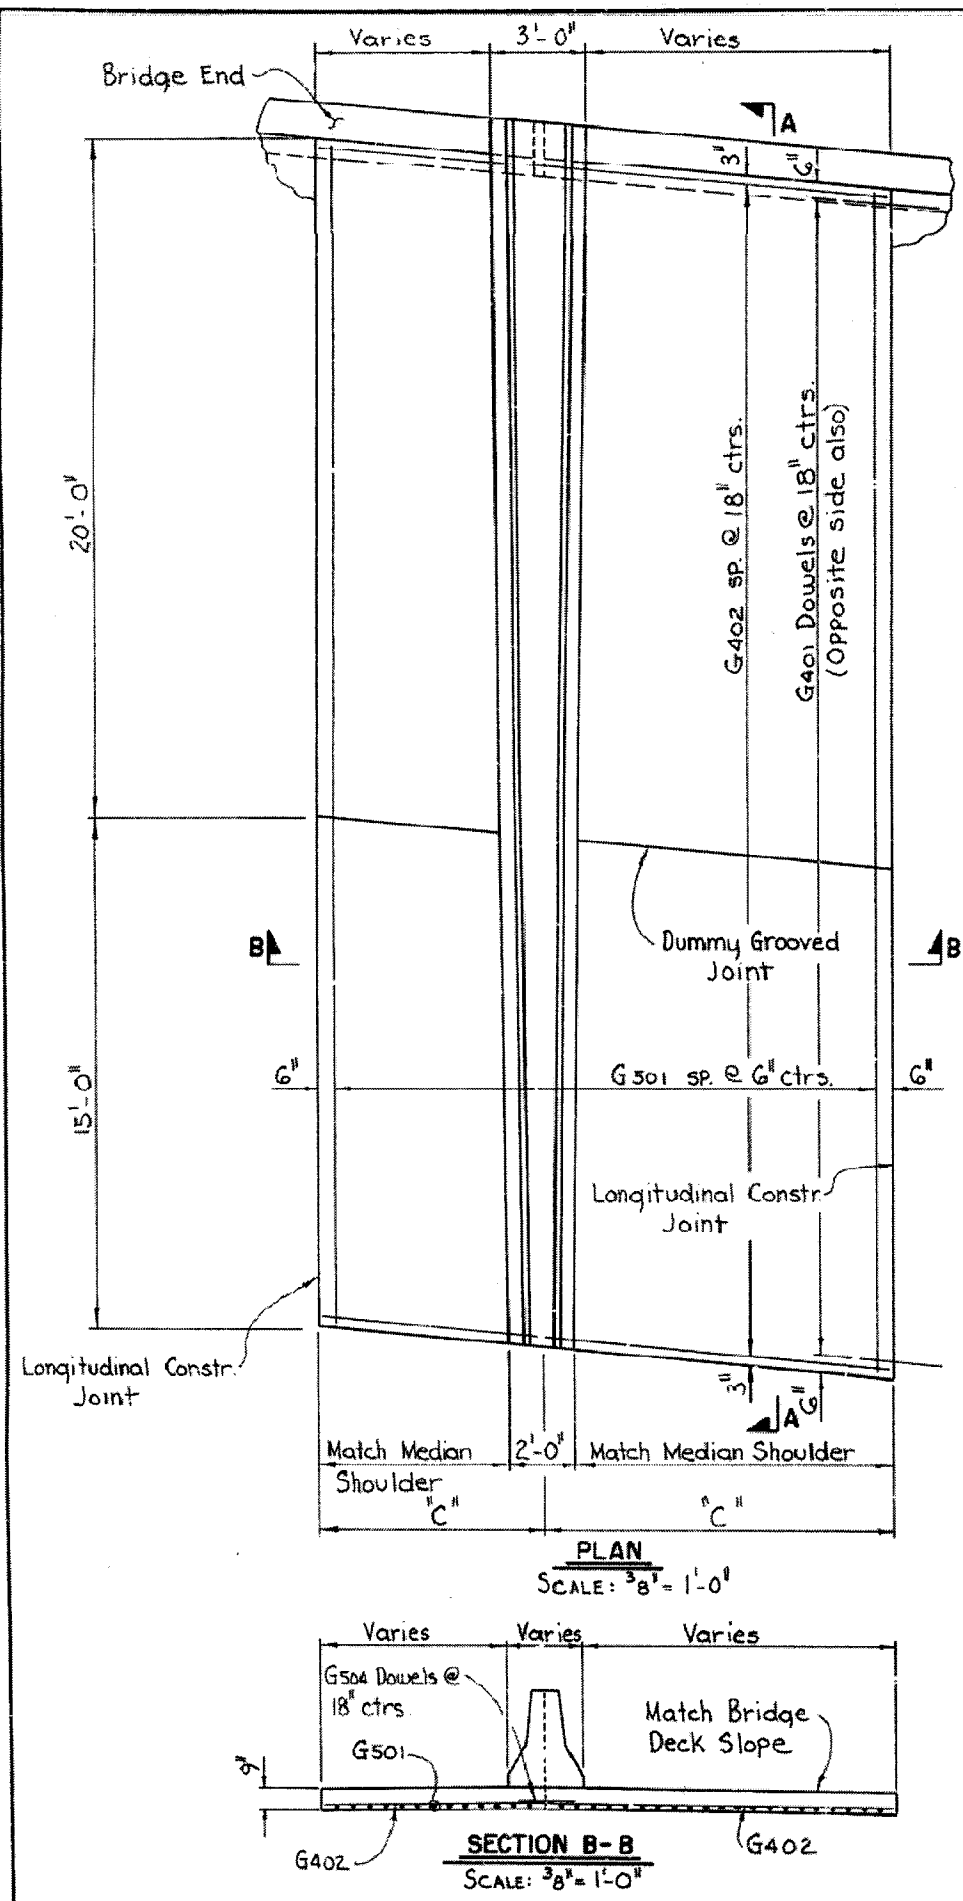 Varies
3'-0"
Varies
Bridge End
A
3"
6"
20'-0"
G402 sp. @ 18" ctrs.
G401 Dowels @ 18" ctrs.
(Opposite side also)
B
Dummy Grooved
Joint
B
15'-0"
6"
G501 sp. @ 6" ctrs.
6"
Longitudinal Constr.
Joint
Longitudinal Constr.
Joint
3"
A
6"
Match Median
Shoulder
2'-0"
Match Median Shoulder
"C"
"C"
PLAN
SCALE: 3/8" = 1'-0"
Varies
Varies
Varies
G504 Dowels @
18" ctrs.
G501
Match Bridge
Deck Slope
9"
G402
G402
SECTION B-B
SCALE: 3/8" = 1'-0"